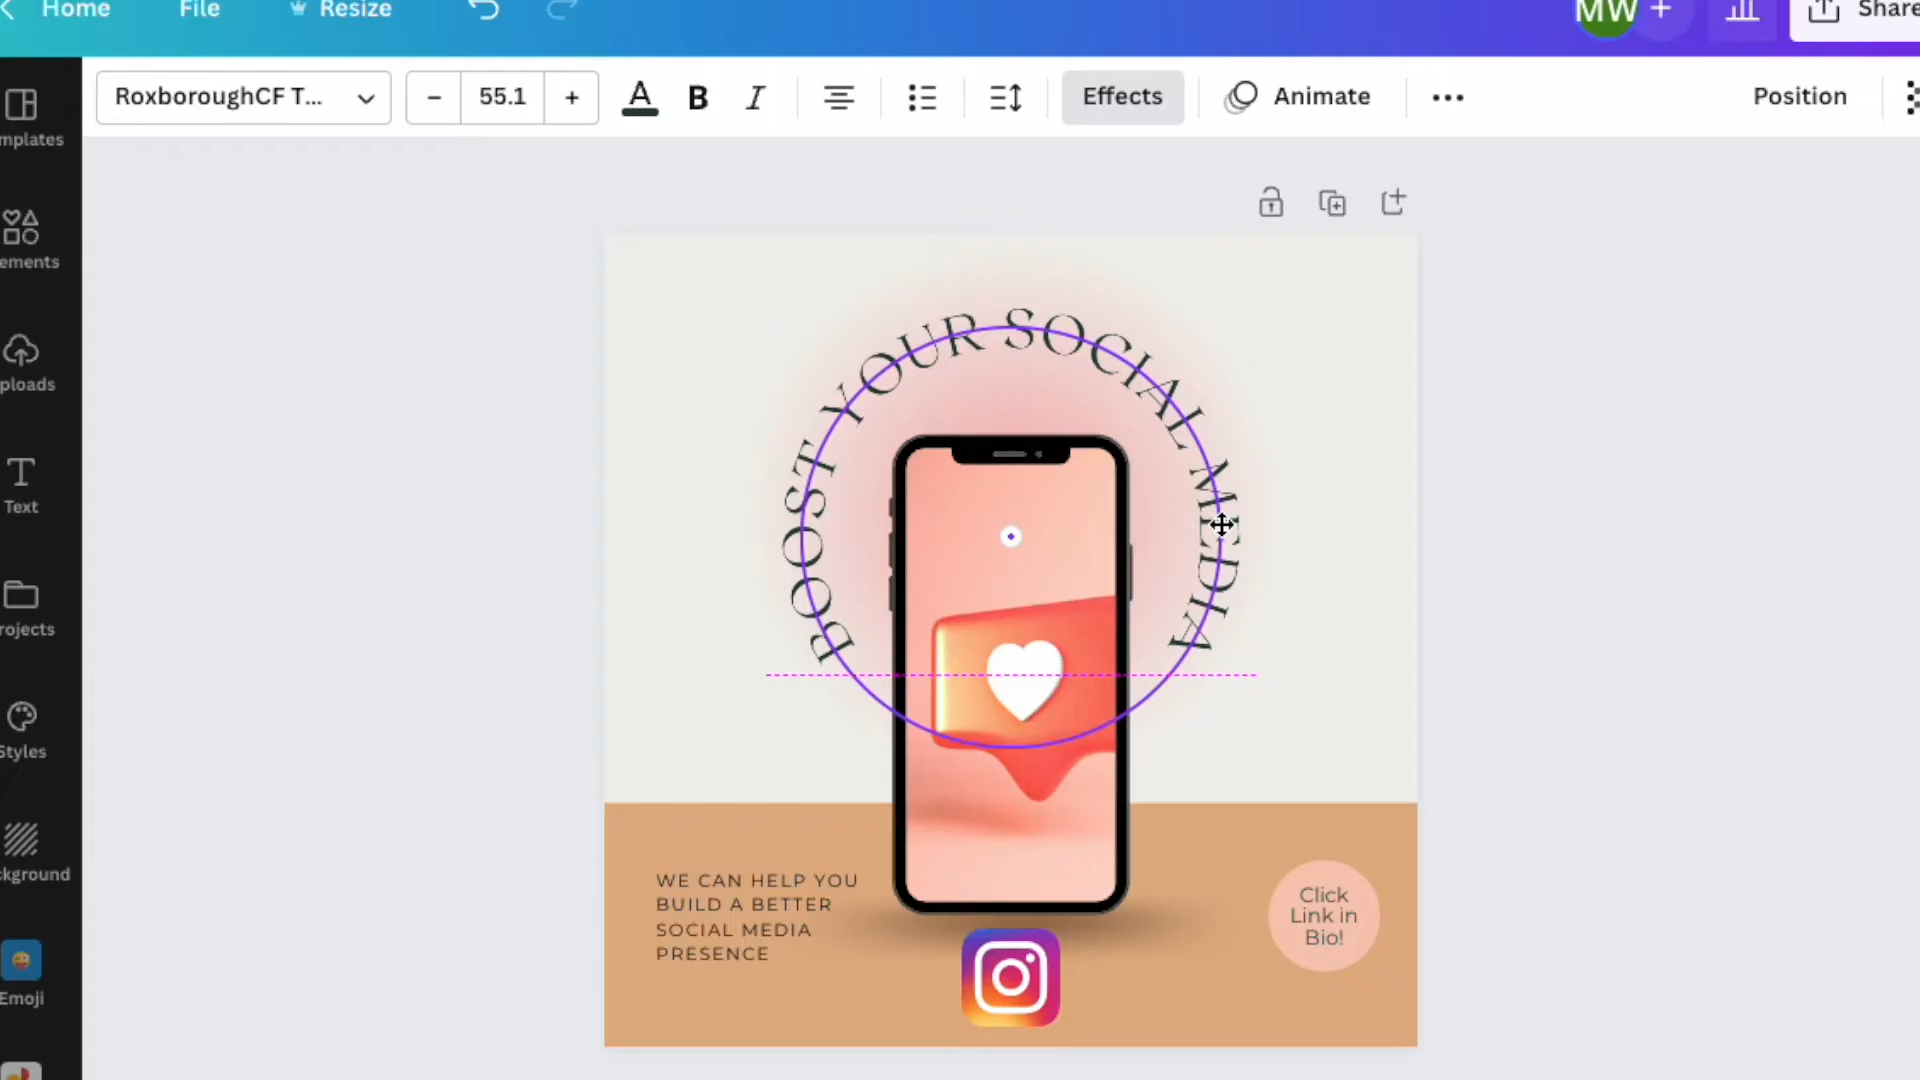 Home File Resize MW Share
RoxboroughCF T... 55.1 A B I Effects Animate Position
mplates
ements
ploads
Text
rojects
Styles
kground
Emoji
BOOST YOUR SOCIAL MEDIA
WE CAN HELP YOU
BUILD A BETTER
SOCIAL MEDIA
PRESENCE
Click
Link in
Bio!